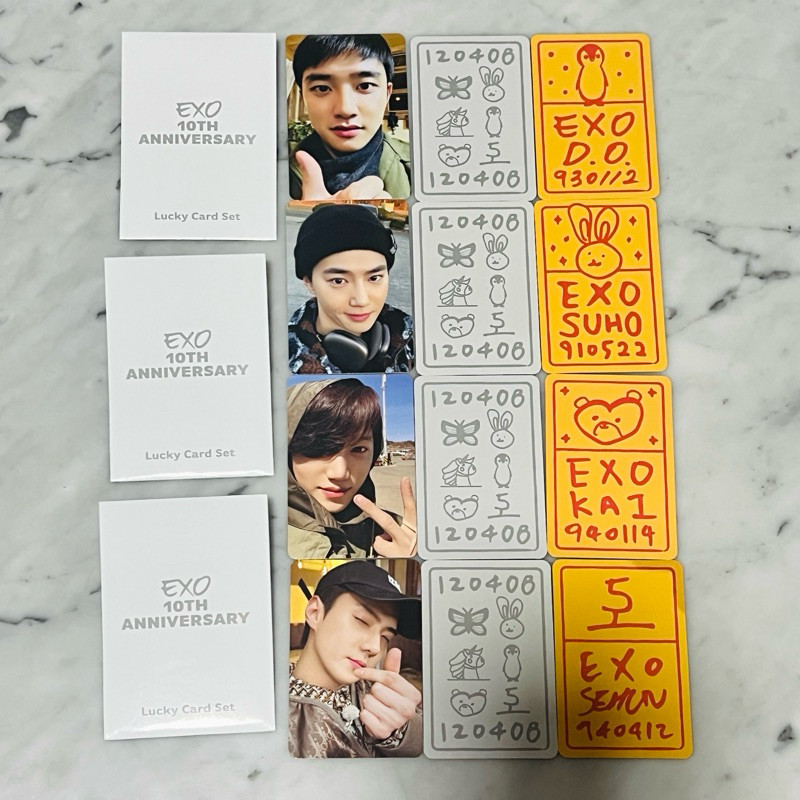 EXO
10TH
ANNIVERSARY
Lucky Card Set
120408
도
120408
EXO
D.O.
930112
EXO
10TH
ANNIVERSARY
Lucky Card Set
120408
도
120408
EXO
SUHO
910522
120408
도
120408
EXO
KAI
940114
EXO
10TH
ANNIVERSARY
Lucky Card Set
120408
도
120408
도
EXO
SEHUN
940412